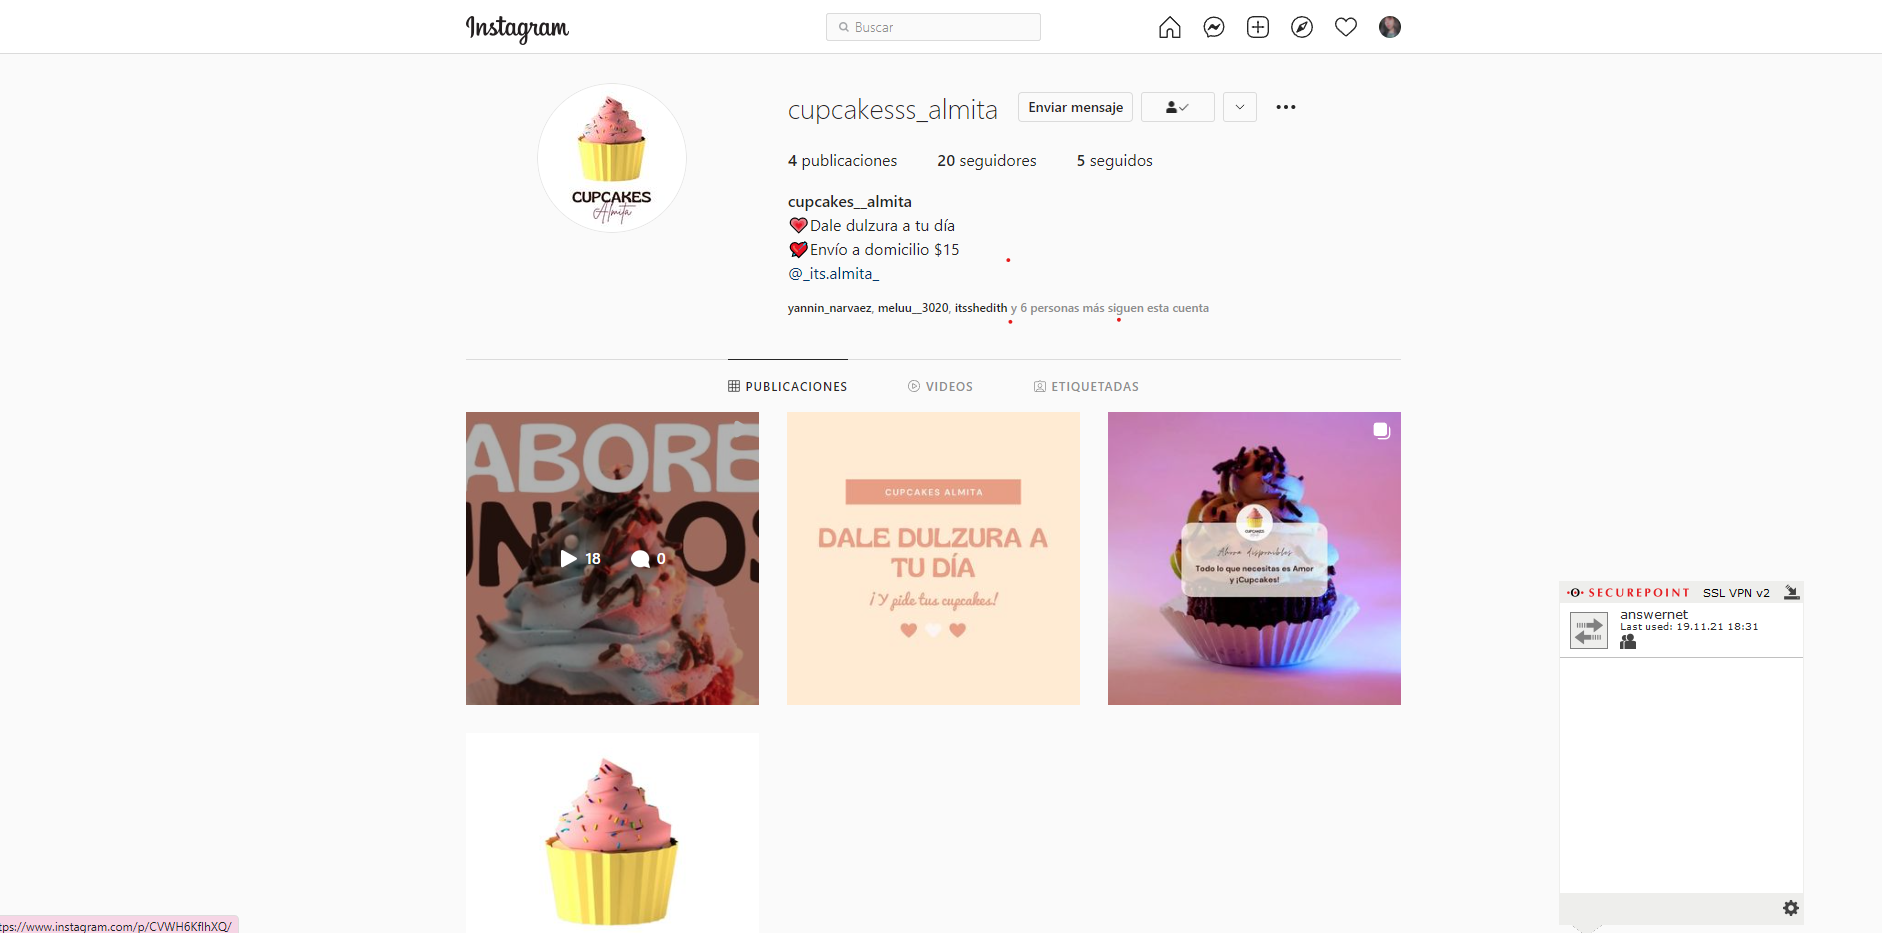 Instagram
Buscar
cupcakesss_almita
Enviar mensaje
4 publicaciones
20 seguidores
5 seguidos
cupcakes__almita
Dale dulzura a tu día
Envío a domicilio $15
@_its.almita_
yannin_narvaez, meluu__3020, itsshedith y 6 personas más siguen esta cuenta
CUPCAKES
Almita
PUBLICACIONES
VIDEOS
ETIQUETADAS
ABORE
18
0
CUPCAKES ALMITA
DALE DULZURA A
TU DÍA
¡Y pide tus cupcakes!
CUPCAKES
Ahora disponibles
Todo lo que necesitas es Amor
y ¡Cupcakes!
SECUREPOINT SSL VPN v2
answernet
Last used: 19.11.21 18:31
tps://www.instagram.com/p/CVWH6KflhXQ/